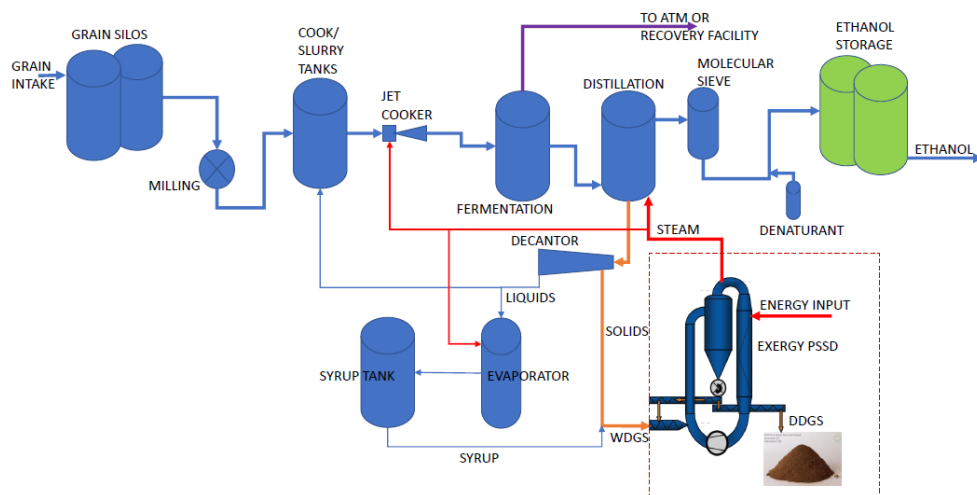 GRAIN SILOS
GRAIN
INTAKE
MILLING
COOK/
SLURRY
TANKS
JET
COOKER
TO ATM OR
RECOVERY FACILITY
FERMENTATION
DISTILLATION
MOLECULAR
SIEVE
ETHANOL
STORAGE
ETHANOL
DENATURANT
STEAM
DECANTOR
LIQUIDS
SOLIDS
SYRUP TANK
EVAPORATOR
SYRUP
WDGS
ENERGY INPUT
EXERGY PSSD
DDGS